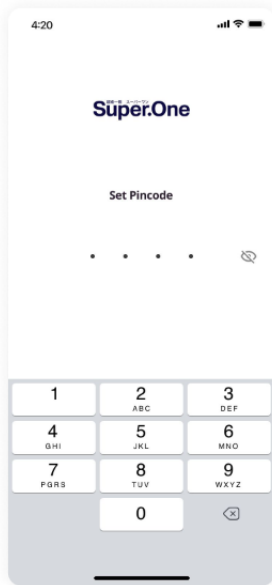 4:20
Super.One
Set Pincode
1
2
ABC
3
DEF
4
GHI
5
JKL
6
MNO
7
PQRS
8
TUV
9
WXYZ
0